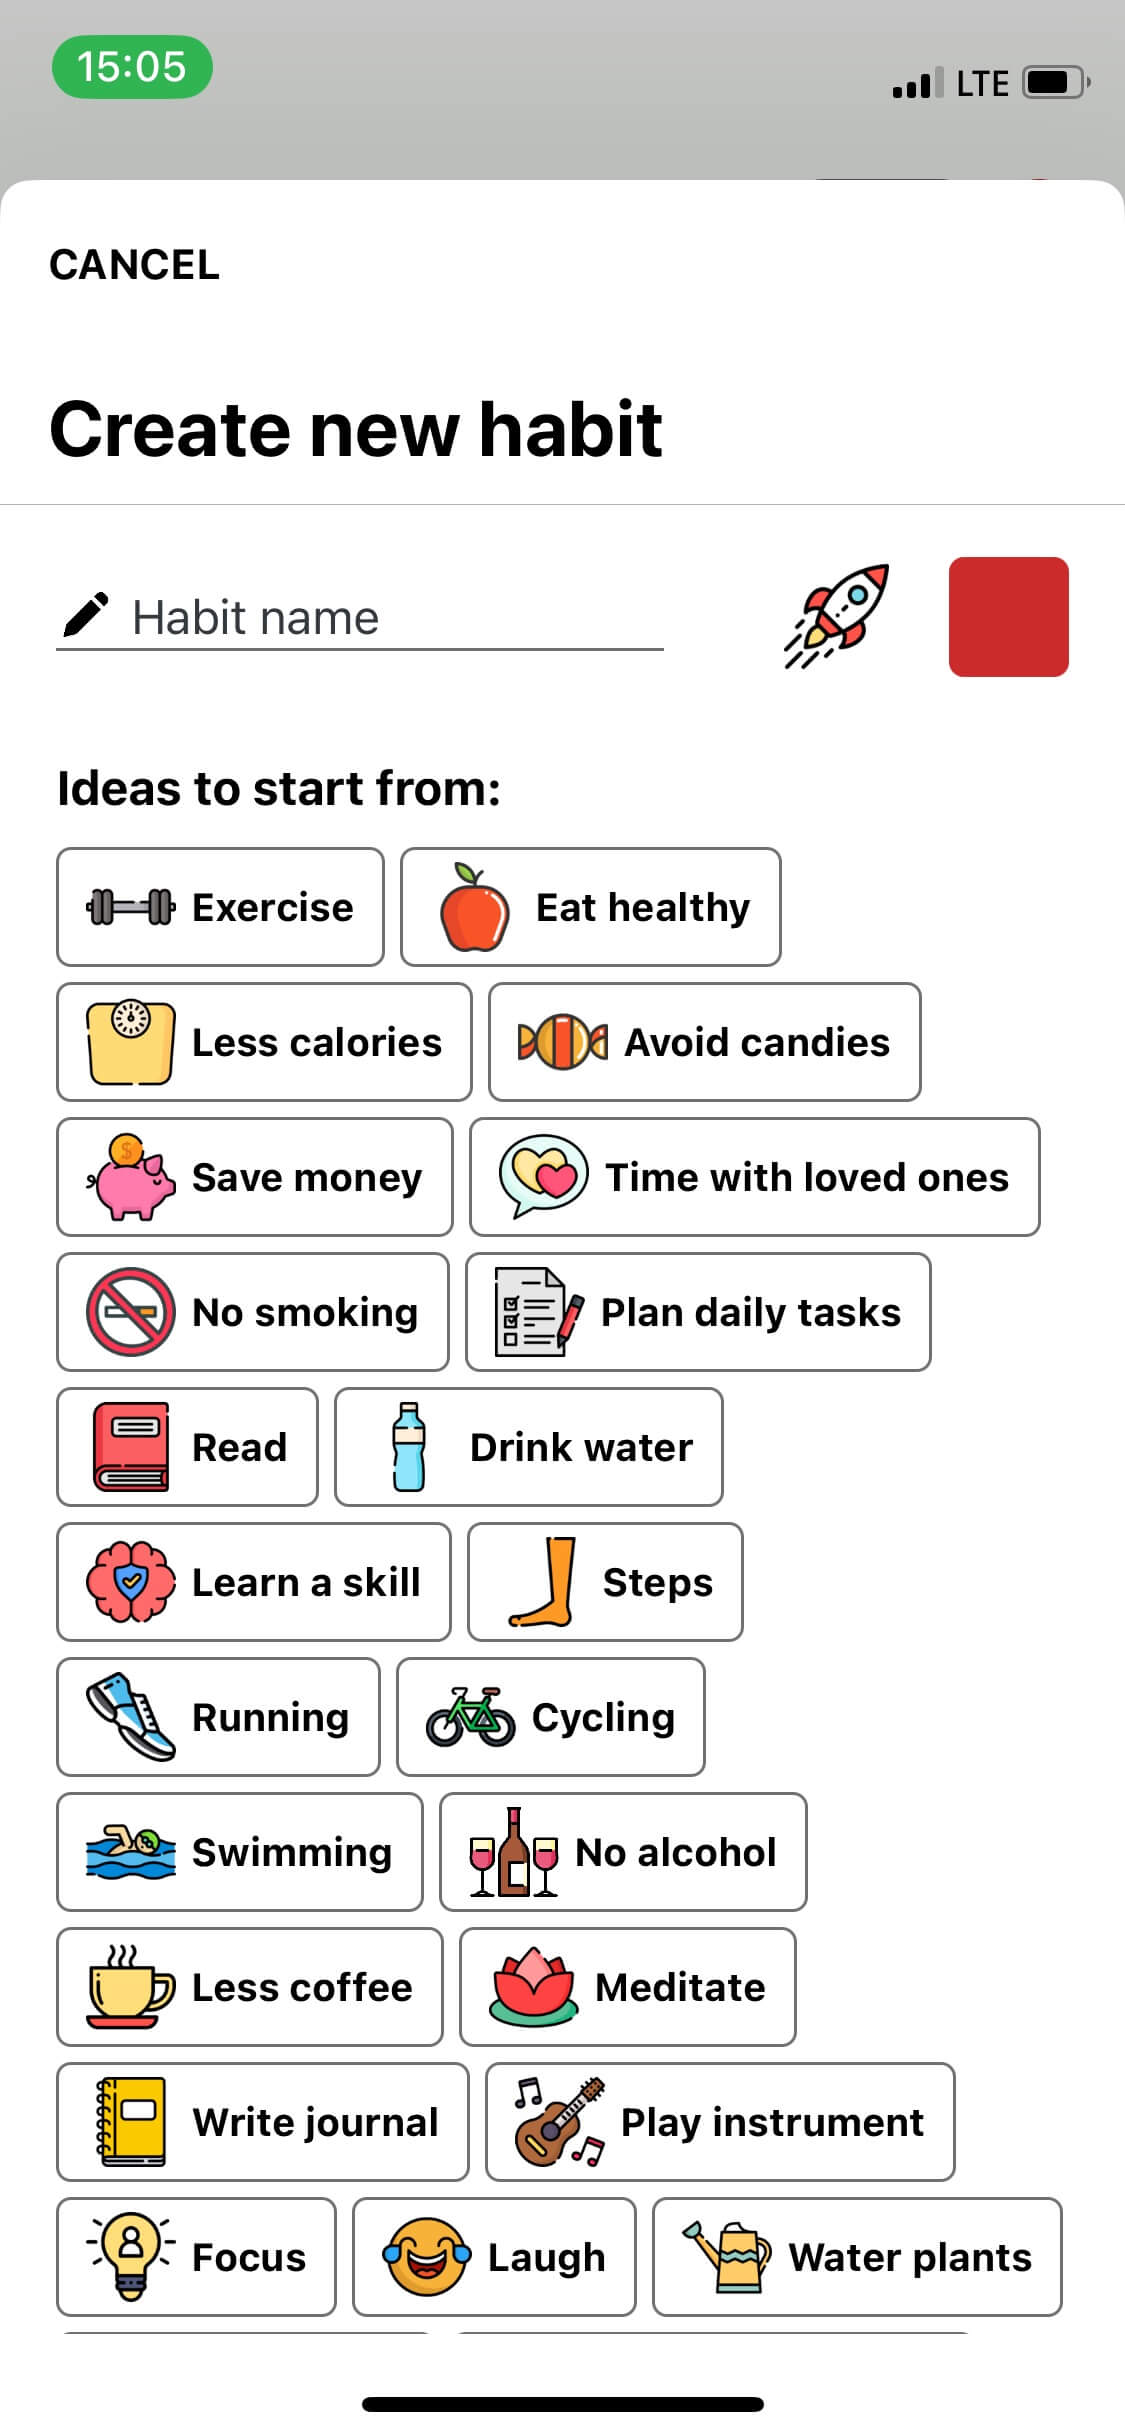 15:05
LTE
CANCEL
Create new habit
Habit name
Ideas to start from:
Exercise
Eat healthy
Less calories
Avoid candies
Save money
Time with loved ones
No smoking
Plan daily tasks
Read
Drink water
Learn a skill
Steps
Running
Cycling
Swimming
No alcohol
Less coffee
Meditate
Write journal
Play instrument
Focus
Laugh
Water plants